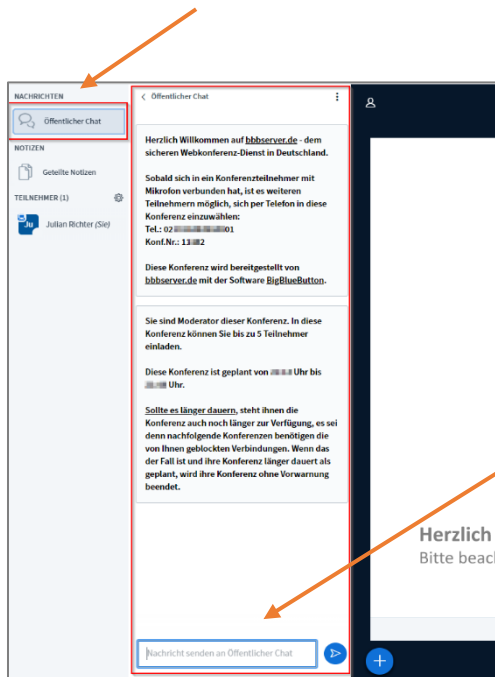 NACHRICHTEN
Öffentlicher Chat
NOTIZEN
Geteilte Notizen
TEILNEHMER (1)
Ju
Julian Richter (Sie)
Öffentlicher Chat
Herzlich Willkommen auf bbbserver.de - dem
sicheren Webkonferenz-Dienst in Deutschland.
Sobald sich in ein Konferenzteilnehmer mit
Mikrofon verbunden hat, ist es weiteren
Teilnehmern möglich, sich per Telefon in diese
Konferenz einzuwählen:
Tel.: 02 01
Konf.Nr.: 13 2
Diese Konferenz wird bereitgestellt von
bbbserver.de mit der Software BigBlueButton.
Sie sind Moderator dieser Konferenz. In diese
Konferenz können Sie bis zu 5 Teilnehmer
einladen.
Diese Konferenz ist geplant von Uhr bis
Uhr.
Sollte es länger dauern, steht ihnen die
Konferenz auch noch länger zur Verfügung, es sei
denn nachfolgende Konferenzen benötigen die
von Ihnen geblockten Verbindungen. Wenn das
der Fall ist und ihre Konferenz länger dauert als
geplant, wird ihre Konferenz ohne Vorwarnung
beendet.
Nachricht senden an Öffentlicher Chat
Herzlich
Bitte beac